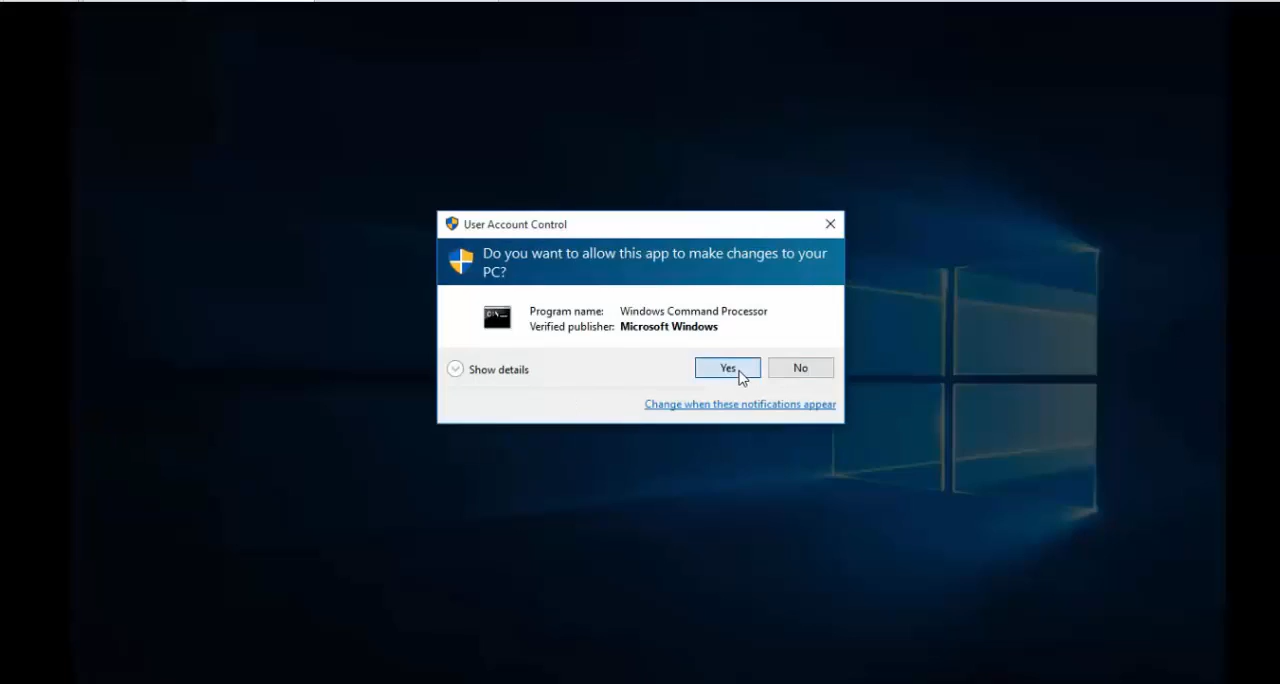 User Account Control
Do you want to allow this app to make changes to your
PC?
Program name: Windows Command Processor
Verified publisher: Microsoft Windows
Show details
Yes
No
Change when these notifications appear